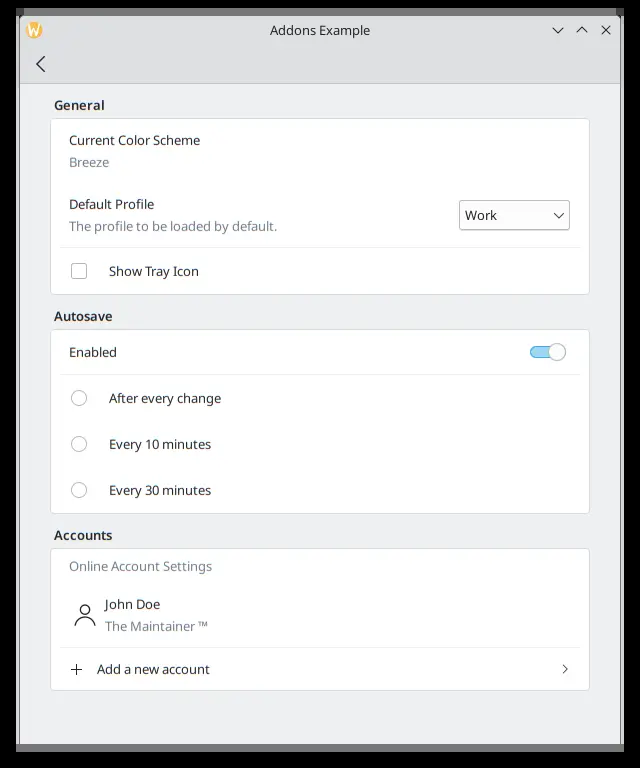 Addons Example
General
Current Color Scheme
Breeze
Default Profile
The profile to be loaded by default.
Work
Show Tray Icon
Autosave
Enabled
After every change
Every 10 minutes
Every 30 minutes
Accounts
Online Account Settings
John Doe
The Maintainer ™
Add a new account